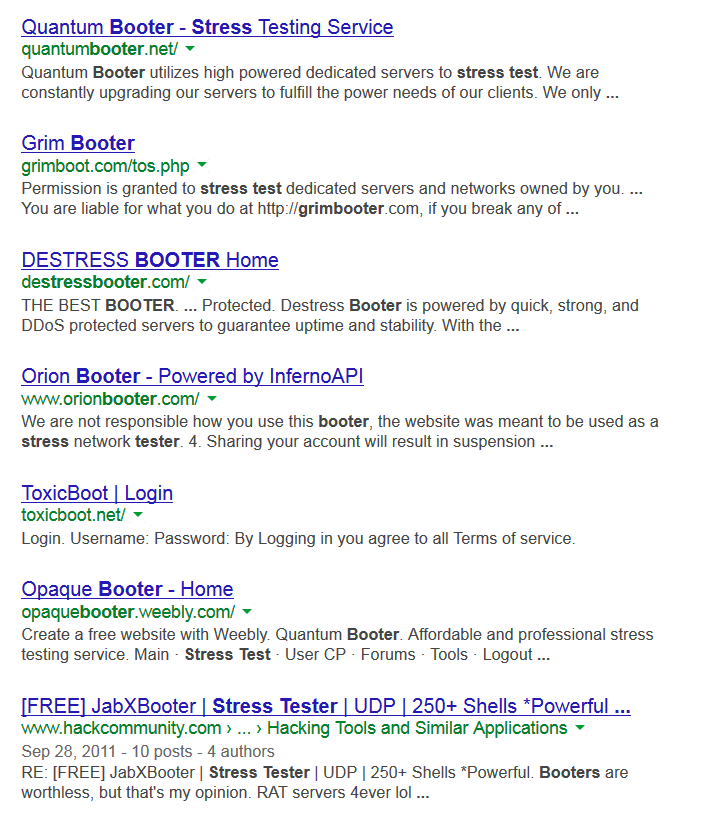 Quantum Booter - Stress Testing Service
quantumbooter.net/
Quantum Booter utilizes high powered dedicated servers to stress test. We are
constantly upgrading our servers to fulfill the power needs of our clients. We only ...
Grim Booter
grimboot.com/tos.php
Permission is granted to stress test dedicated servers and networks owned by you. ...
You are liable for what you do at http://grimbooter.com, if you break any of ...
DESTRESS BOOTER Home
destressbooter.com/
THE BEST BOOTER. ... Protected. Destress Booter is powered by quick, strong, and
DDoS protected servers to guarantee uptime and stability. With the ...
Orion Booter - Powered by InfernoAPI
www.orionbooter.com/
We are not responsible how you use this booter, the website was meant to be used as a
stress network tester. 4. Sharing your account will result in suspension ...
ToxicBoot | Login
toxicboot.net/
Login. Username: Password: By Logging in you agree to all Terms of service.
Opaque Booter - Home
opaquebooter.weebly.com/
Create a free website with Weebly. Quantum Booter. Affordable and professional stress
testing service. Main · Stress Test · User CP · Forums · Tools · Logout ...
[FREE] JabXBooter | Stress Tester | UDP | 250+ Shells *Powerful ...
www.hackcommunity.com › ... › Hacking Tools and Similar Applications
Sep 28, 2011 - 10 posts - 4 authors
RE: [FREE] JabXBooter | Stress Tester | UDP | 250+ Shells *Powerful. Booters are
worthless, but that's my opinion. RAT servers 4ever lol ...